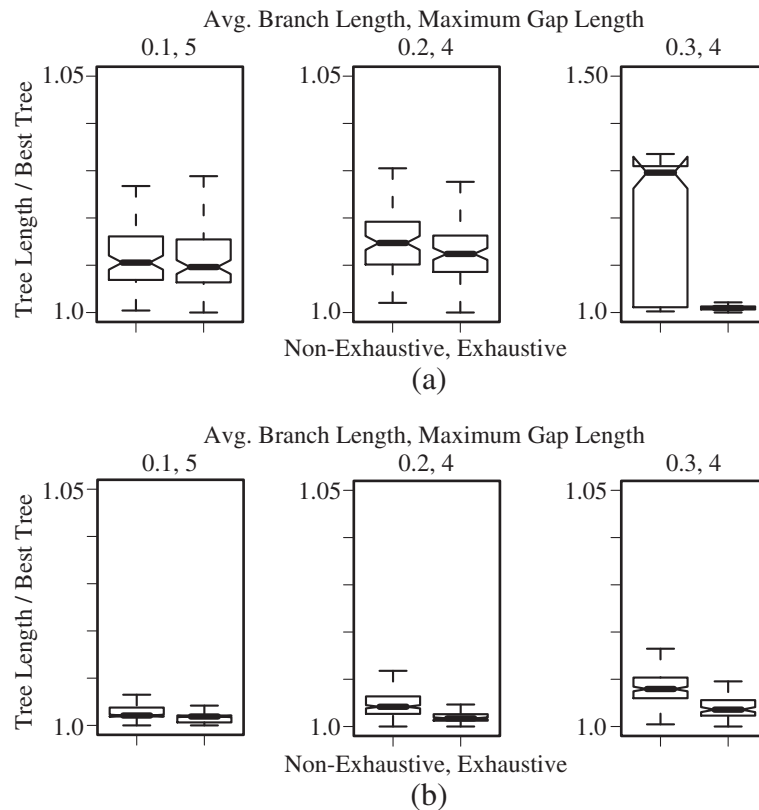 Avg. Branch Length, Maximum Gap Length
0.1, 5
0.2, 4
0.3, 4
Tree Length / Best Tree
1.05
1.0
1.05
1.0
1.50
1.0
Non-Exhaustive, Exhaustive
(a)
Avg. Branch Length, Maximum Gap Length
0.1, 5
0.2, 4
0.3, 4
Tree Length / Best Tree
1.05
1.0
1.05
1.0
1.05
1.0
Non-Exhaustive, Exhaustive
(b)